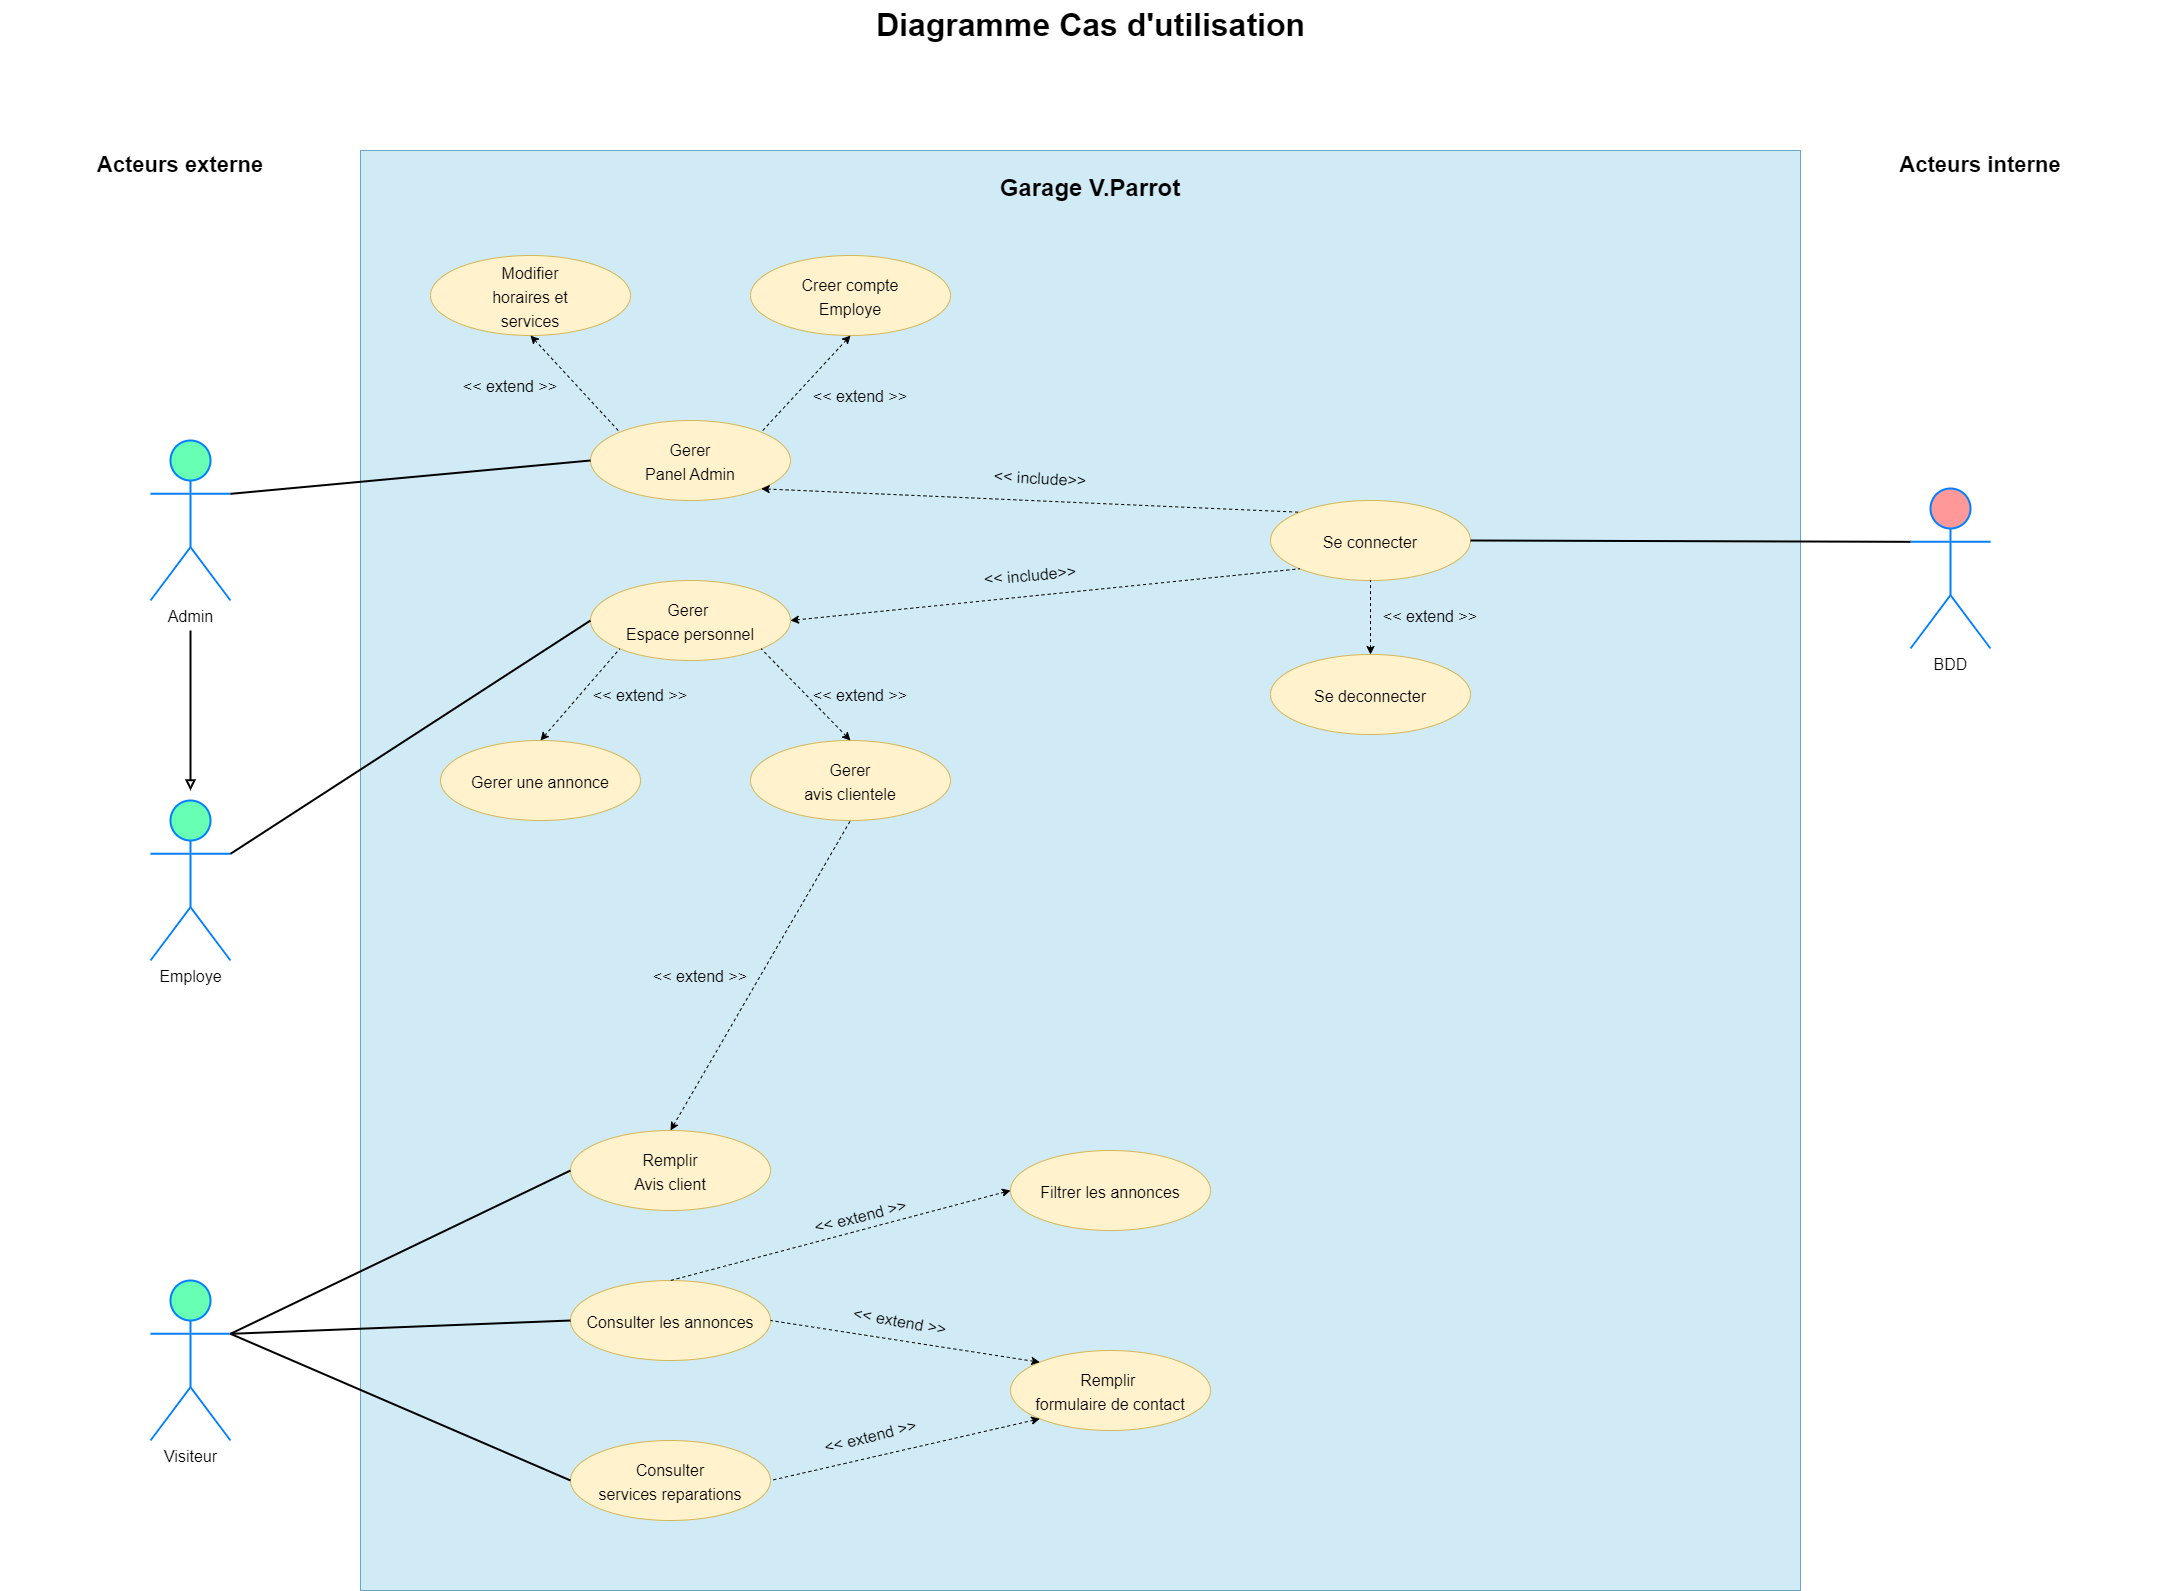 Diagramme Cas d'utilisation
Acteurs externe
Garage V.Parrot
Acteurs interne
Modifier
horaires et
services
Creer compte
Employe
<< extend >>
<< extend >>
Gerer
Panel Admin
<< include>>
Se connecter
<< include>>
Admin
Gerer
Espace personnel
<< extend >>
BDD
<< extend >>
<< extend >>
Se deconnecter
Gerer une annonce
Gerer
avis clientele
Employe
<< extend >>
Remplir
Avis client
<< extend >>
Filtrer les annonces
Consulter les annonces
<< extend >>
Remplir
formulaire de contact
<< extend >>
Visiteur
Consulter
services reparations